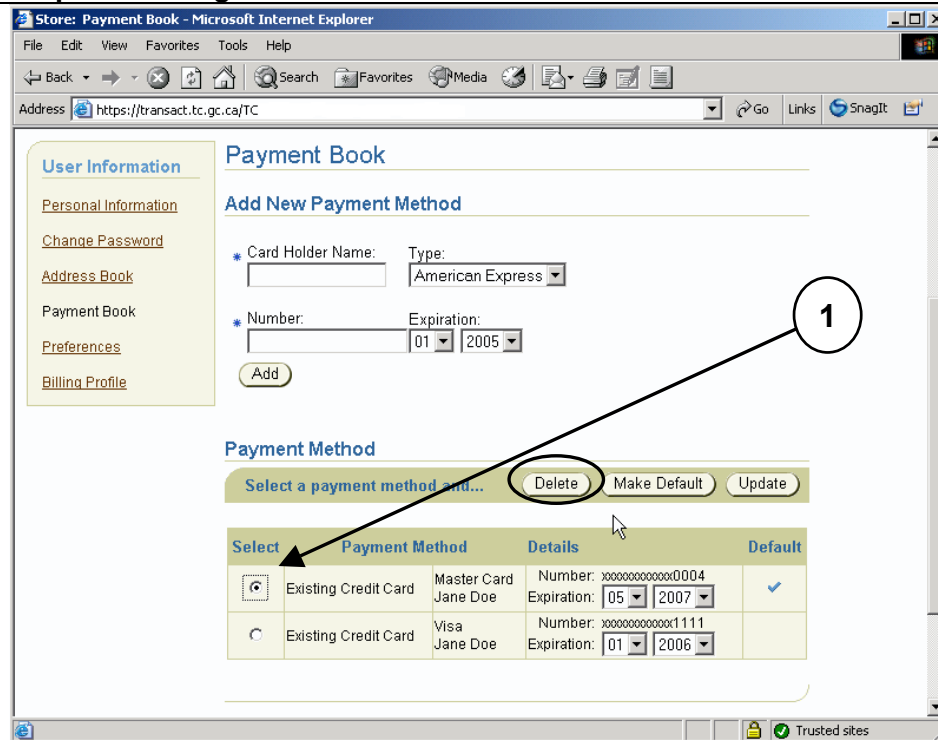 Store: Payment Book - Microsoft Internet Explorer
File Edit View Favorites Tools Help
Back Search Favorites Media
Address https://transact.tc.gc.ca/TC Go Links SnagIt
User Information
Personal Information
Change Password
Address Book
Payment Book
Preferences
Billing Profile
Payment Book
Add New Payment Method
* Card Holder Name: Type:
American Express
* Number: Expiration:
01 2005
Add
1
Payment Method
Select a payment method and... Delete Make Default Update
Select Payment Method Details Default
Existing Credit Card Master Card Number: xxxxxxxxxxxx0004
Jane Doe Expiration: 05 2007
Existing Credit Card Visa Number: xxxxxxxxxxxx1111
Jane Doe Expiration: 01 2006
Trusted sites